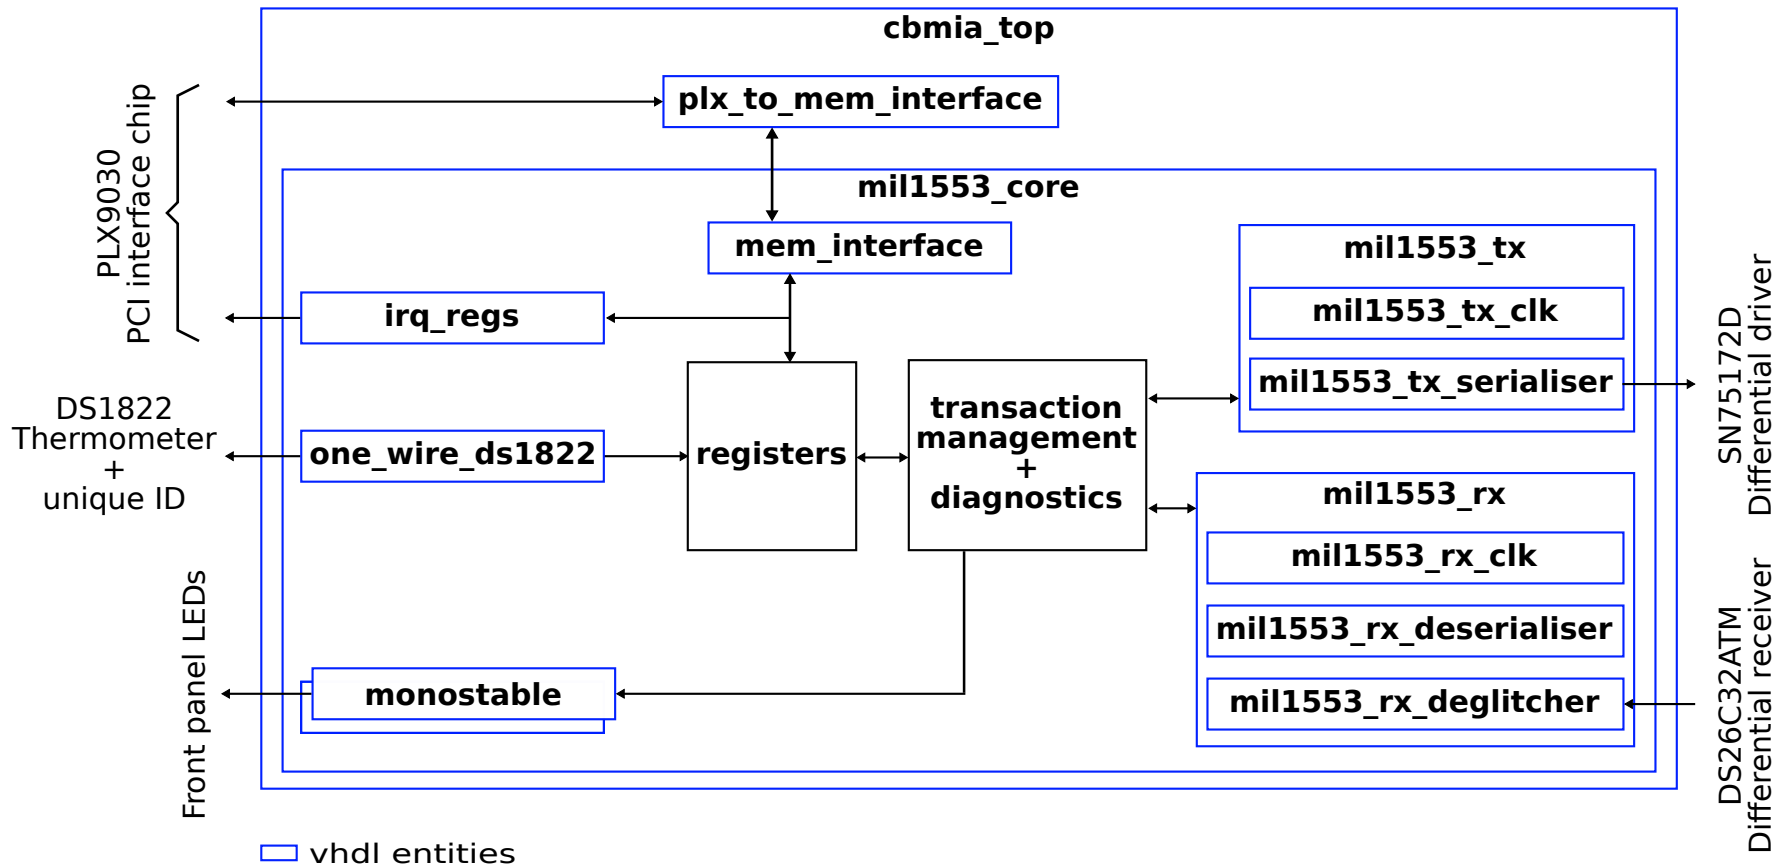 cbmia_top
plx_to_mem_interface
PLX9030
PCI interface chip
mil1553_core
mem_interface
irq_regs
mil1553_tx
mil1553_tx_clk
mil1553_tx_serialiser
SN75172D
Differential driver
DS1822
Thermometer
+
unique ID
one_wire_ds1822
registers
transaction
management
+
diagnostics
mil1553_rx
mil1553_rx_clk
mil1553_rx_deserialiser
mil1553_rx_deglitcher
DS26C32ATM
Differential receiver
Front panel LEDs
monostable
vhdl entities